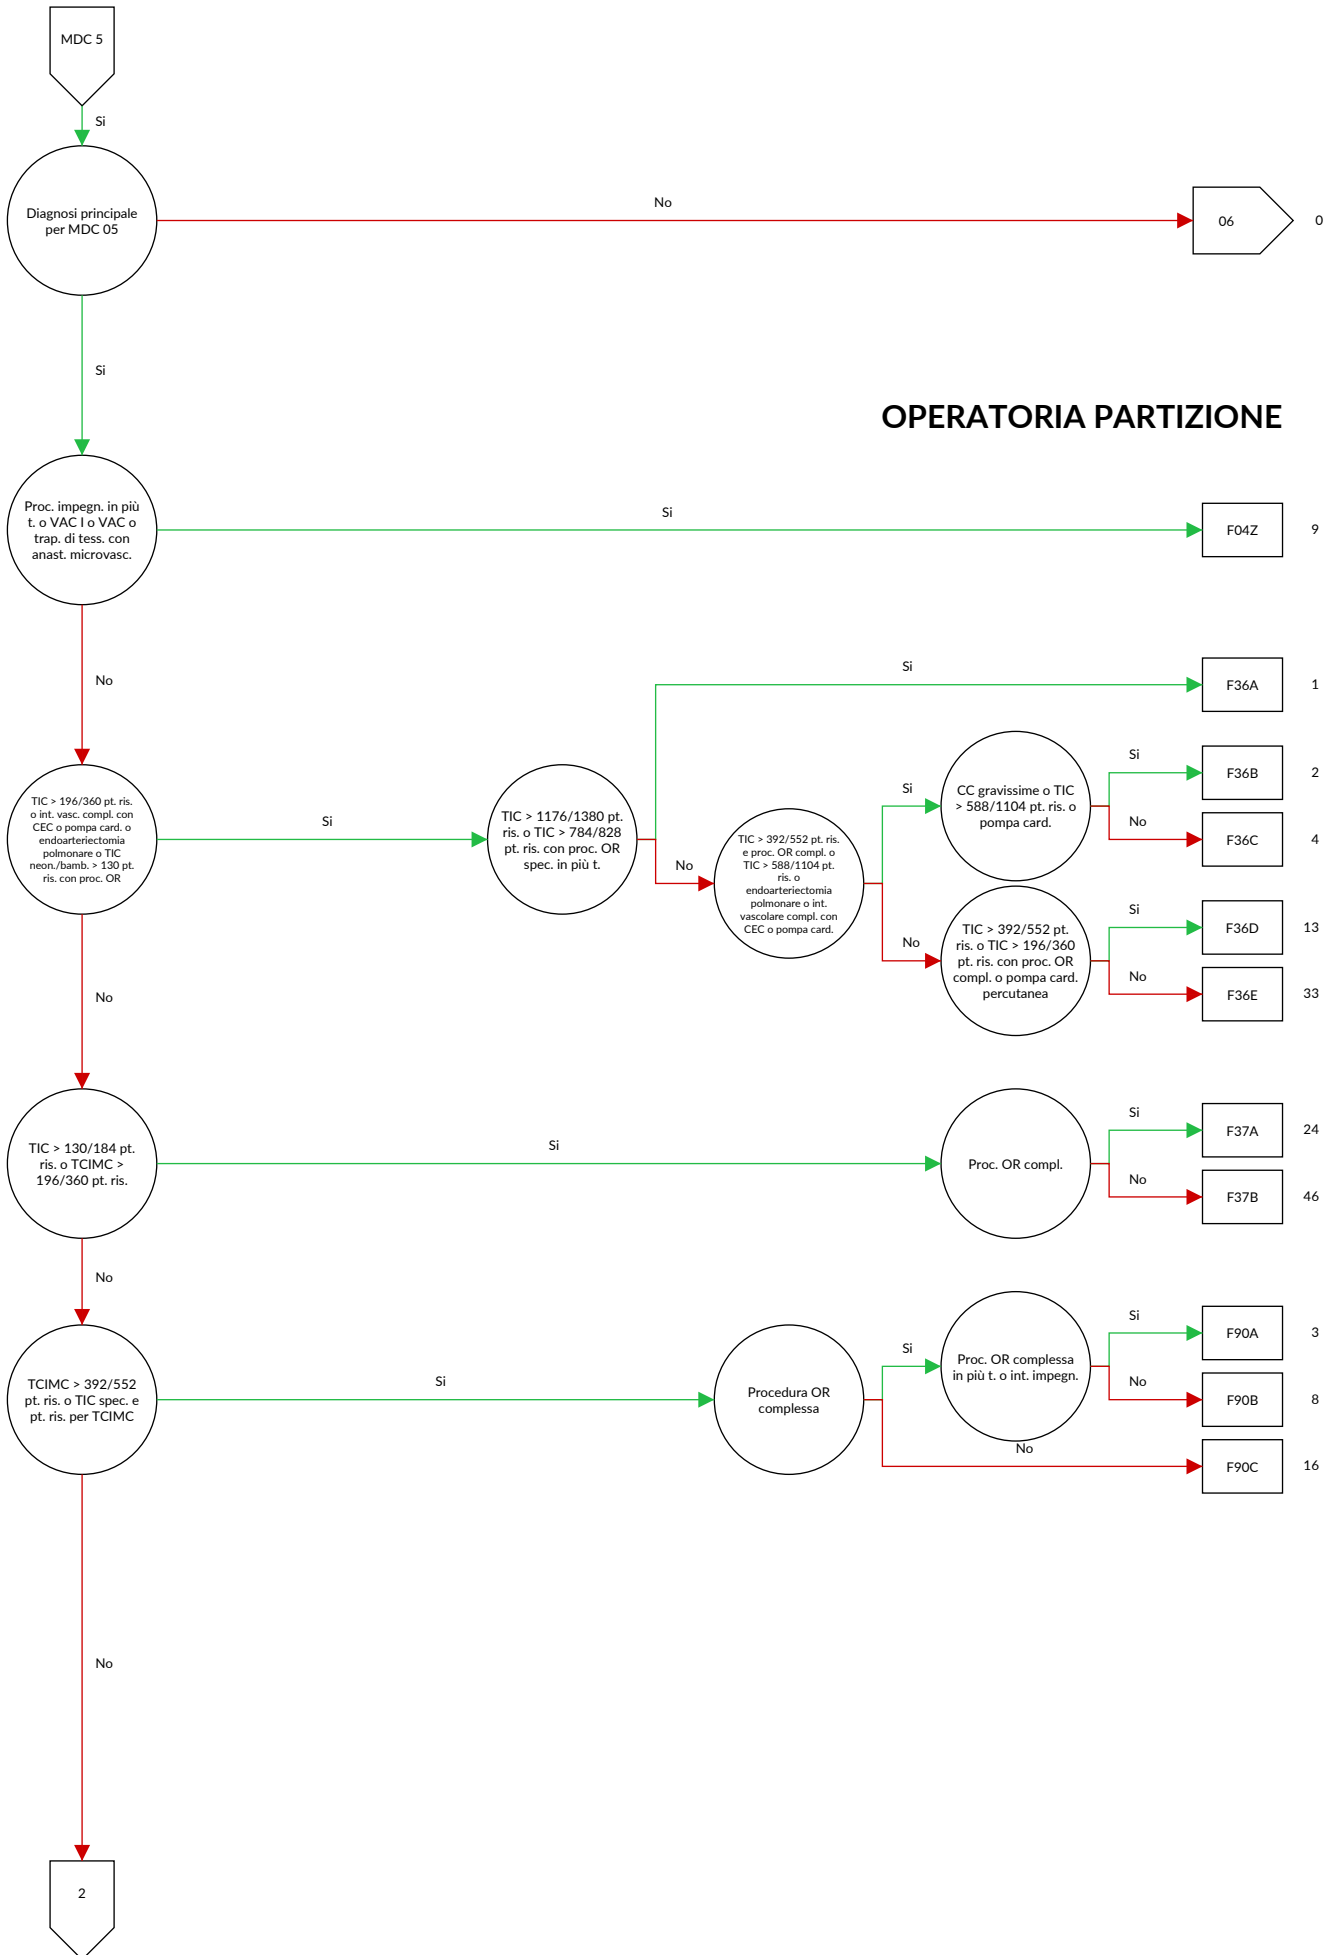 MDC 5
Si
Diagnosi principale
per MDC 05
No
06
0
Si
OPERATORIA PARTIZIONE
Proc. impegn. in più
t. o VAC I o VAC o
trap. di tess. con
anast. microvasc.
Si
F04Z
9
No
Si
F36A
1
TIC > 196/360 pt. ris.
o int. vasc. compl. con
CEC o pompa card. o
endoarteriectomia
polmonare o TIC
neon./bamb. > 130 pt.
ris. con proc. OR
Si
TIC > 1176/1380 pt.
ris. o TIC > 784/828
pt. ris. con proc. OR
spec. in più t.
No
TIC > 392/552 pt. ris.
e proc. OR compl. o
TIC > 588/1104 pt.
ris. o
endoarteriectomia
polmonare o int.
vascolare compl. con
CEC o pompa card.
Si
CC gravissime o TIC
> 588/1104 pt. ris. o
pompa card.
Si
F36B
2
No
F36C
4
No
TIC > 392/552 pt.
ris. o TIC > 196/360
pt. ris. con proc. OR
compl. o pompa card.
percutanea
Si
F36D
13
No
F36E
33
No
TIC > 130/184 pt.
ris. o TCIMC >
196/360 pt. ris.
Si
Proc. OR compl.
Si
F37A
24
No
F37B
46
No
TCIMC > 392/552
pt. ris. o TIC spec. e
pt. ris. per TCIMC
Si
Procedura OR
complessa
Si
Proc. OR complessa
in più t. o int. impegn.
Si
F90A
3
No
F90B
8
No
F90C
16
No
2